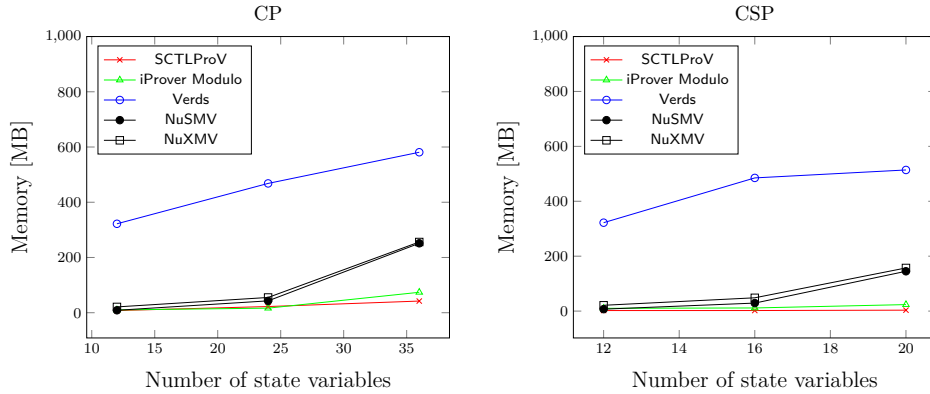 CP
1,000
800
600
400
200
0
Memory [MB]
SCTLProV
iProver Modulo
Verds
NuSMV
NuXMV
10 15 20 25 30 35
Number of state variables
CSP
1,000
800
600
400
200
0
Memory [MB]
SCTLProV
iProver Modulo
Verds
NuSMV
NuXMV
12 14 16 18 20
Number of state variables